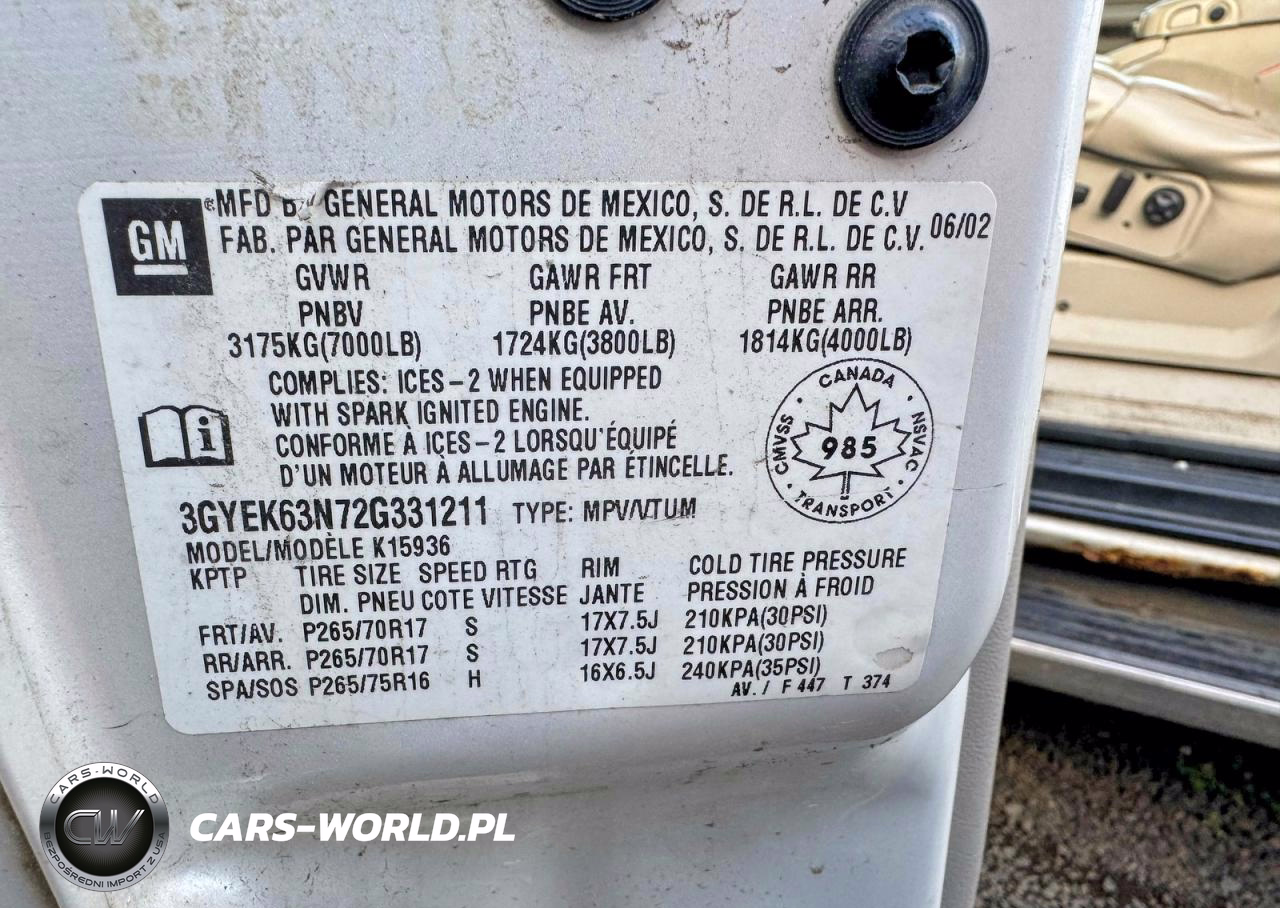 GM
MFD BY GENERAL MOTORS DE MEXICO, S. DE R.L. DE C.V
FAB. PAR GENERAL MOTORS DE MEXICO, S. DE R.L. DE C.V. 06/02
GVWR GAWR FRT GAWR RR
PNBV PNBE AV. PNBE ARR.
3175KG(7000LB) 1724KG(3800LB) 1814KG(4000LB)
COMPLIES: ICES-2 WHEN EQUIPPED
WITH SPARK IGNITED ENGINE.
CONFORME À ICES-2 LORSQU'ÉQUIPÉ
D'UN MOTEUR À ALLUMAGE PAR ÉTINCELLE.
CANADA
CMVSS 985 NSVAC
TRANSPORT
3GYEK63N72G331211 TYPE: MPV/VTUM
MODEL/MODÈLE K15936
KPTP TIRE SIZE SPEED RTG RIM COLD TIRE PRESSURE
DIM. PNEU COTE VITESSE JANTE PRESSION À FROID
FRT/AV. P265/70R17 S 17X7.5J 210KPA(30PSI)
RR/ARR. P265/70R17 S 17X7.5J 210KPA(30PSI)
SPA/SOS P265/75R16 H 16X6.5J 240KPA(35PSI)
AV./ F 447 T 374
CARS-WORLD
CW
BEZPOŚREDNI IMPORT Z USA
CARS-WORLD.PL